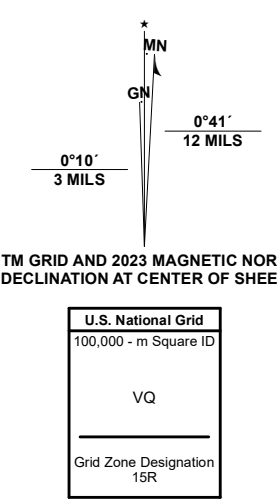 ★
MN
GN
0°41´
12 MILS
0°10´
3 MILS
TM GRID AND 2023 MAGNETIC NOR
DECLINATION AT CENTER OF SHEE
U.S. National Grid
100,000 - m Square ID
VQ
Grid Zone Designation
15R